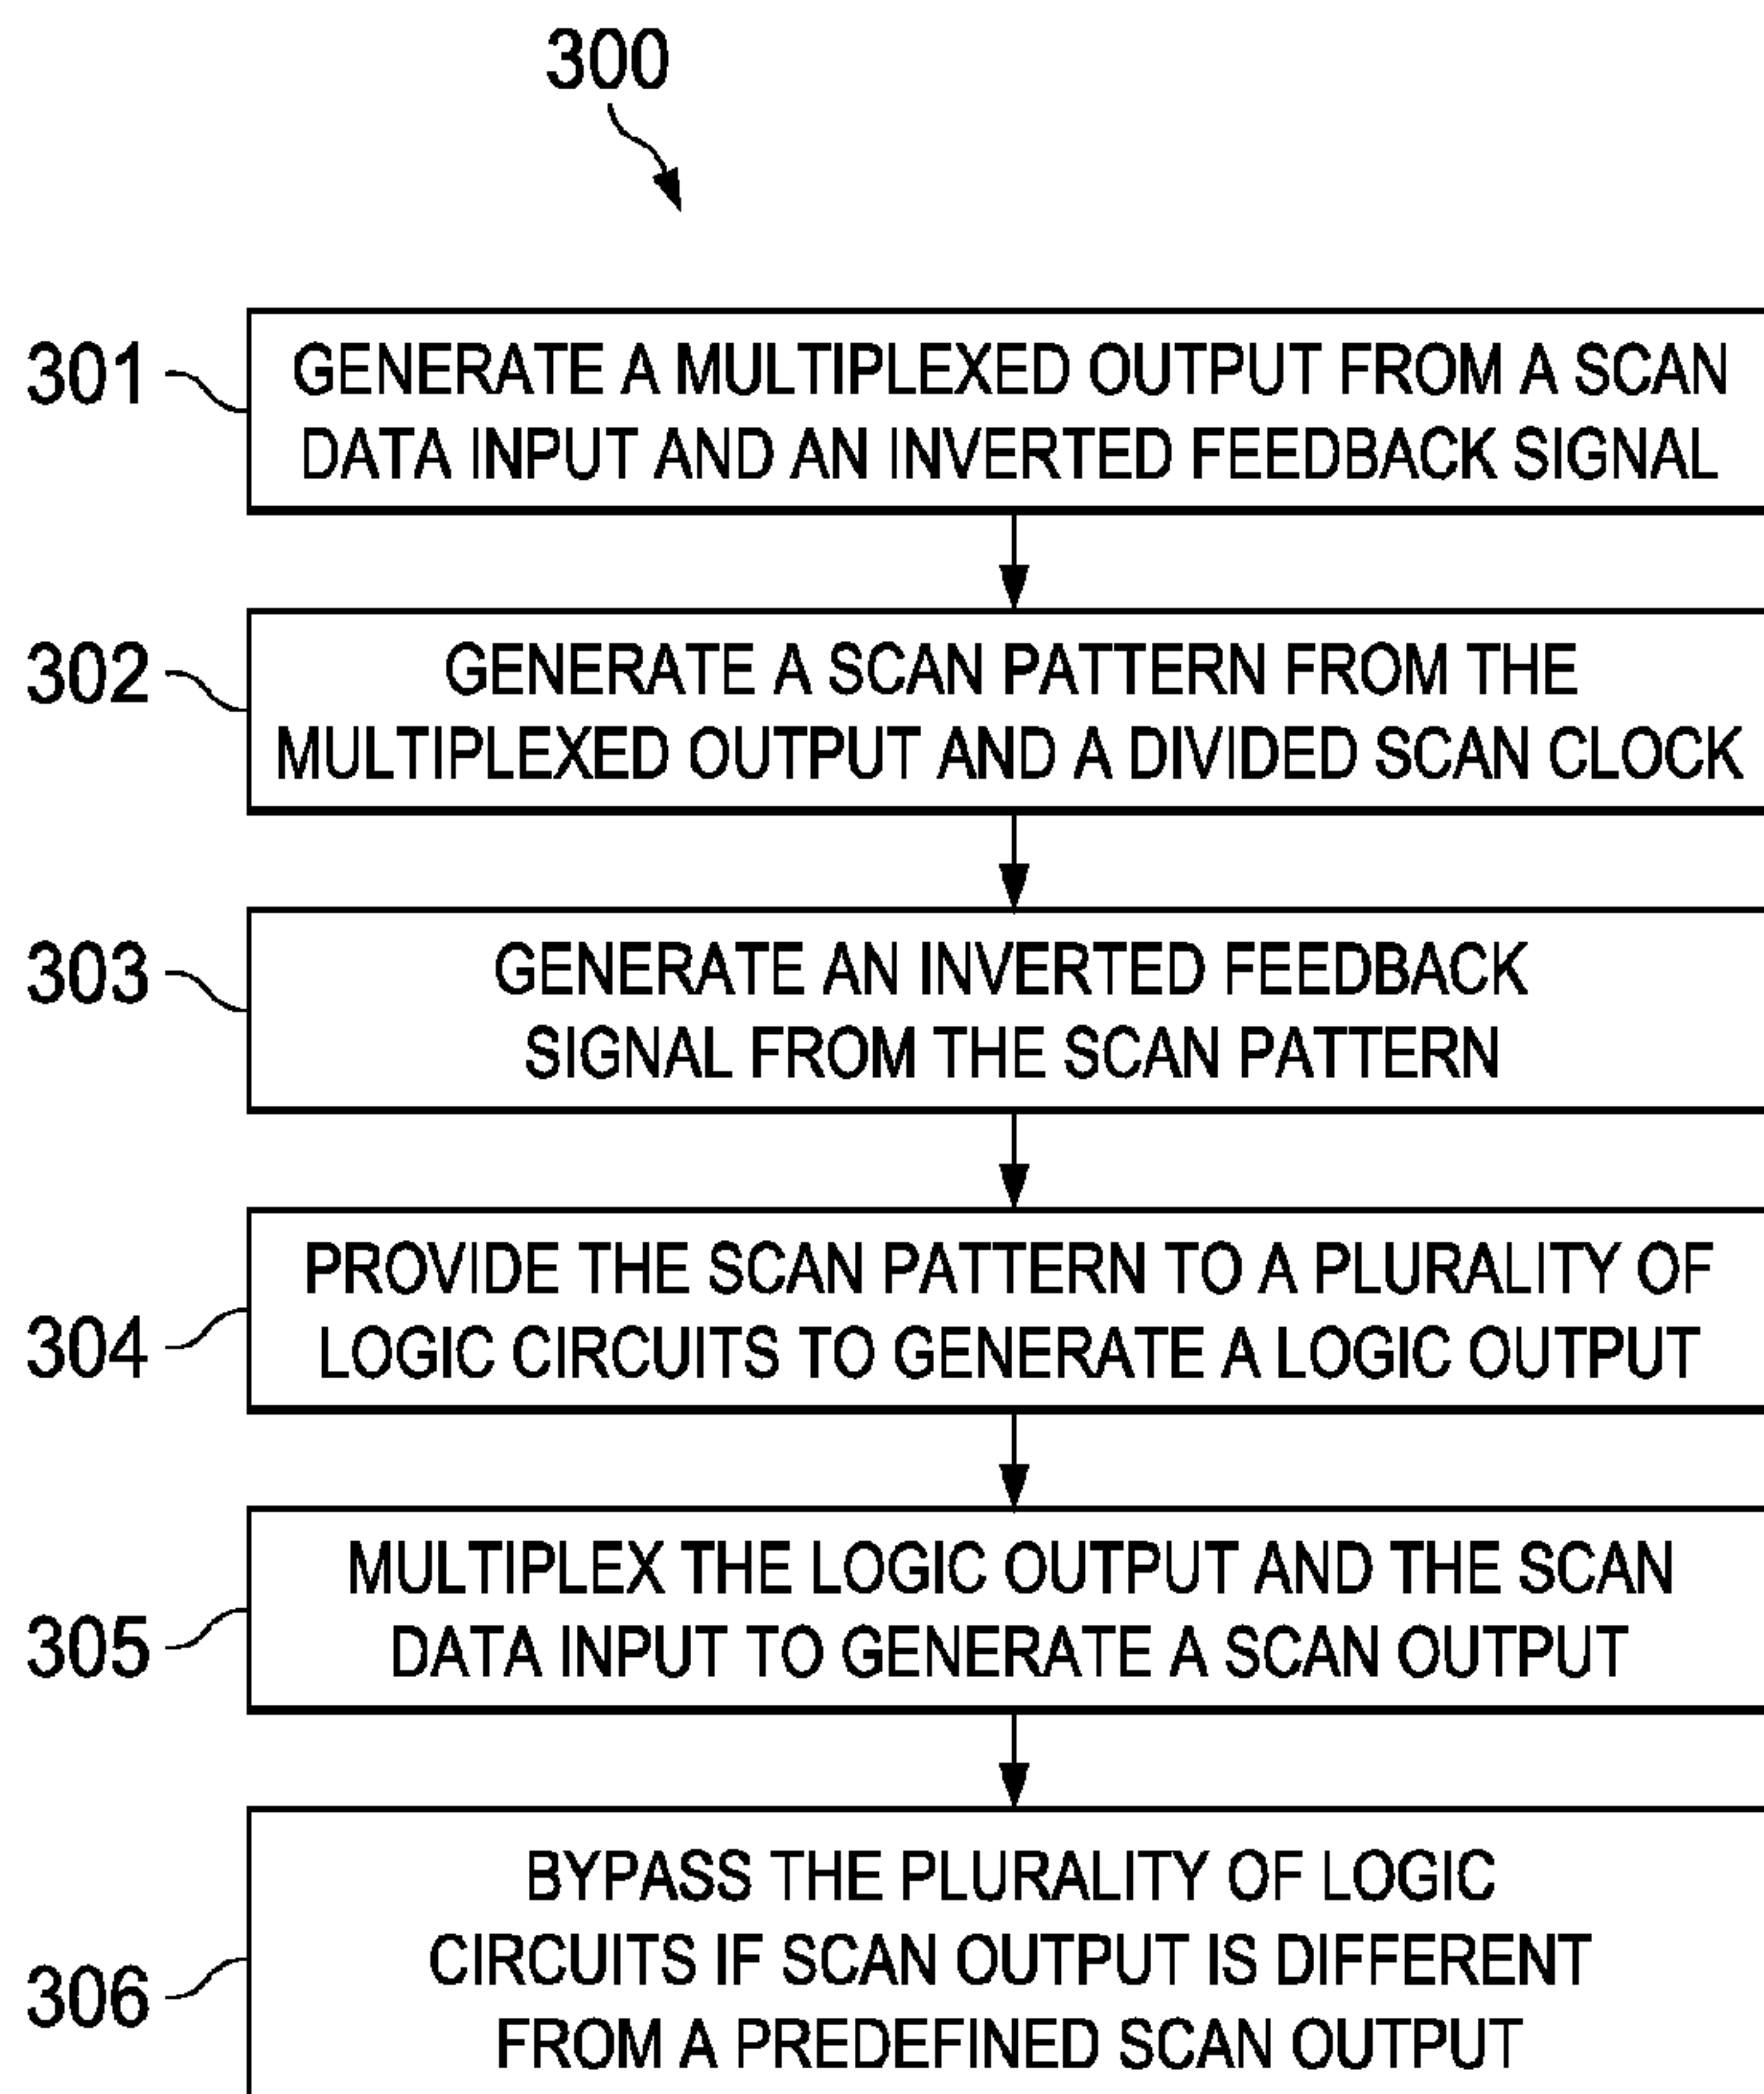 300
301
GENERATE A MULTIPLEXED OUTPUT FROM A SCAN
DATA INPUT AND AN INVERTED FEEDBACK SIGNAL
302
GENERATE A SCAN PATTERN FROM THE
MULTIPLEXED OUTPUT AND A DIVIDED SCAN CLOCK
303
GENERATE AN INVERTED FEEDBACK
SIGNAL FROM THE SCAN PATTERN
304
PROVIDE THE SCAN PATTERN TO A PLURALITY OF
LOGIC CIRCUITS TO GENERATE A LOGIC OUTPUT
305
MULTIPLEX THE LOGIC OUTPUT AND THE SCAN
DATA INPUT TO GENERATE A SCAN OUTPUT
306
BYPASS THE PLURALITY OF LOGIC
CIRCUITS IF SCAN OUTPUT IS DIFFERENT
FROM A PREDEFINED SCAN OUTPUT